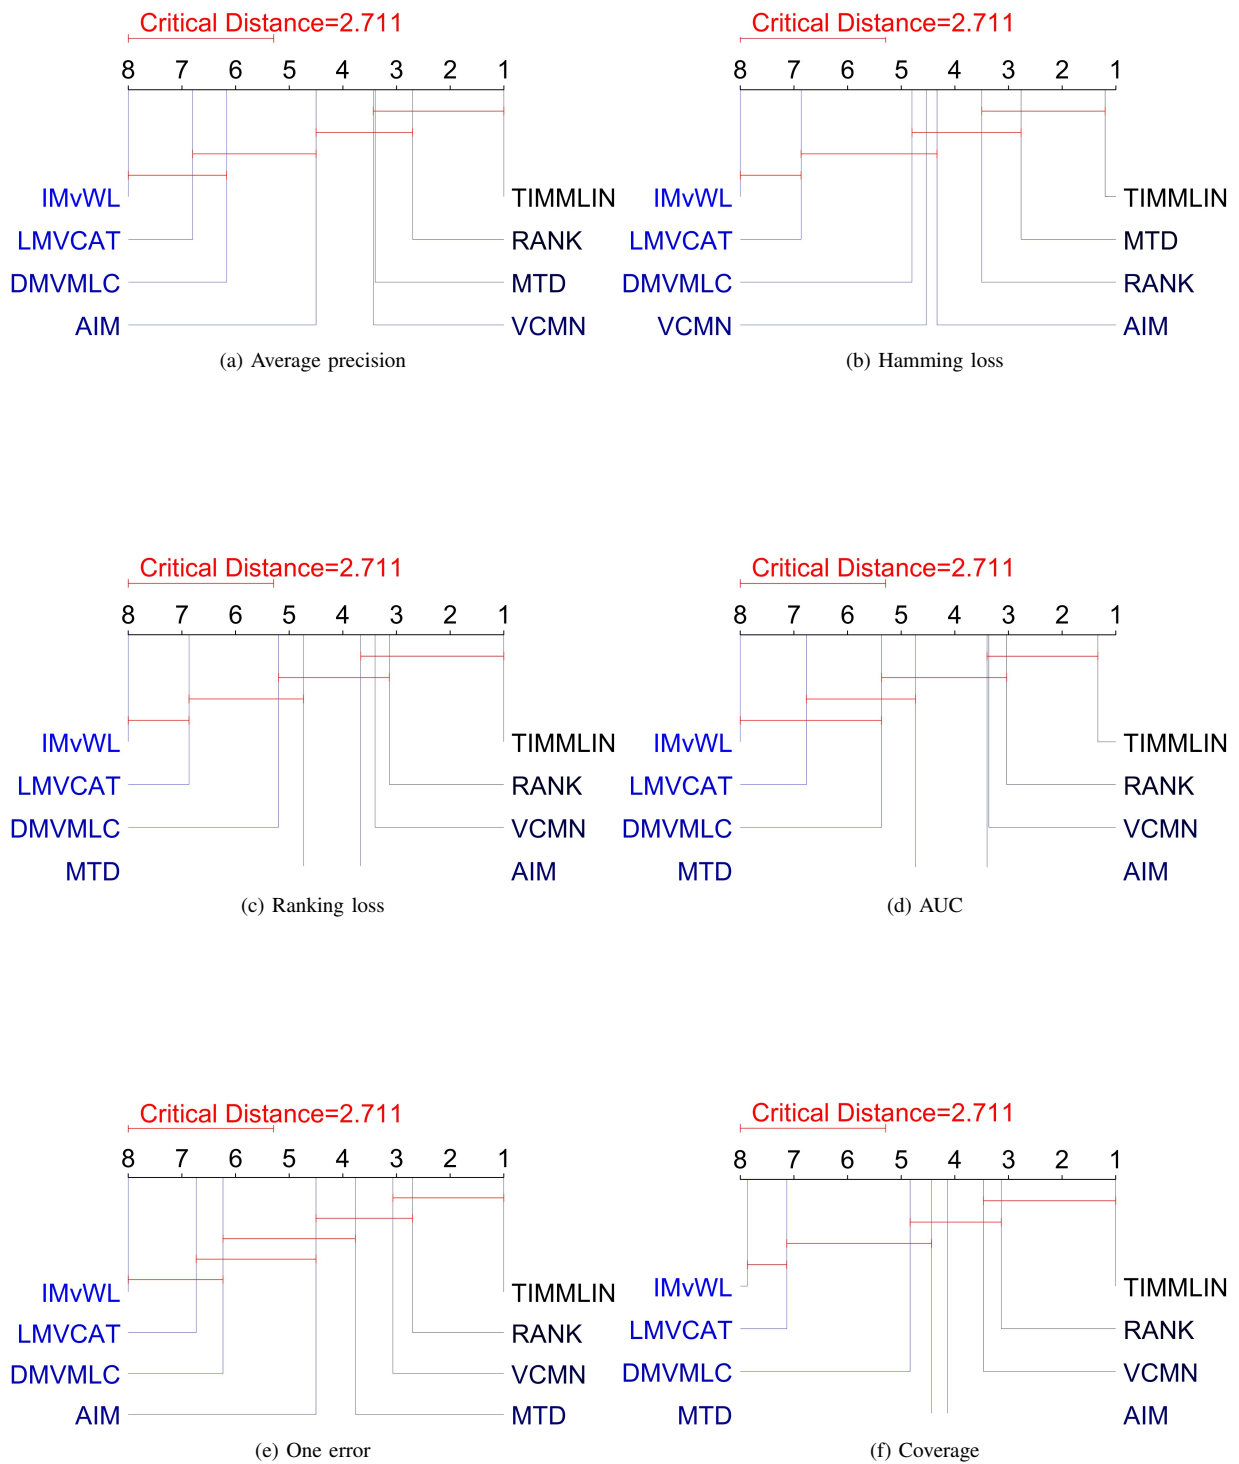 Critical Distance=2.711
8 7 6 5 4 3 2 1
IMvWL TIMMLIN
LMVCAT RANK
DMVMLC MTD
AIM VCMN
(a) Average precision
Critical Distance=2.711
8 7 6 5 4 3 2 1
IMvWL TIMMLIN
LMVCAT MTD
DMVMLC RANK
VCMN AIM
(b) Hamming loss
Critical Distance=2.711
8 7 6 5 4 3 2 1
IMvWL TIMMLIN
LMVCAT RANK
DMVMLC VCMN
MTD AIM
(c) Ranking loss
Critical Distance=2.711
8 7 6 5 4 3 2 1
IMvWL TIMMLIN
LMVCAT RANK
DMVMLC VCMN
MTD AIM
(d) AUC
Critical Distance=2.711
8 7 6 5 4 3 2 1
IMvWL TIMMLIN
LMVCAT RANK
DMVMLC VCMN
AIM MTD
(e) One error
Critical Distance=2.711
8 7 6 5 4 3 2 1
IMvWL TIMMLIN
LMVCAT RANK
DMVMLC VCMN
MTD AIM
(f) Coverage